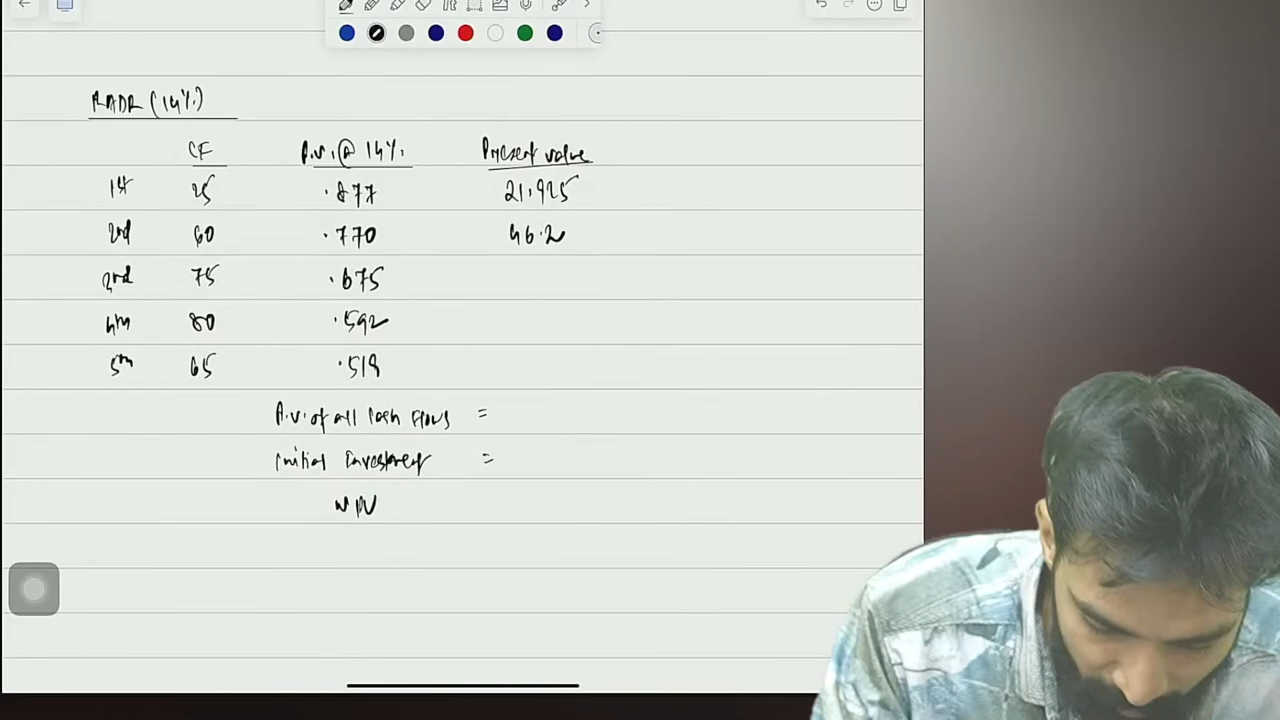 RADR (14%)
CF P.V. @ 14% Present value
1st 25 .877 21.925
2nd 60 .770 46.2
3rd 75 .675
4th 80 .592
5th 65 .519
P.V. of all Cash Flows =
Initial Investment =
NPV